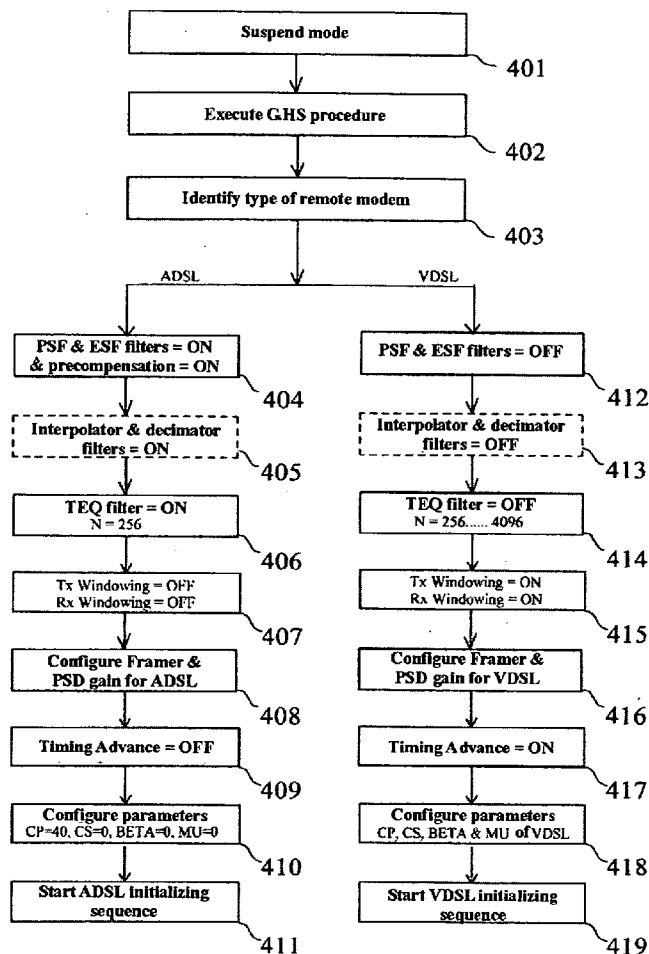 Suspend mode
401
Execute G.HS procedure
402
Identify type of remote modem
403
ADSL
VDSL
PSF & ESF filters = ON
& precompensation = ON
404
Interpolator & decimator
filters = ON
405
TEQ filter = ON
N = 256
406
Tx Windowing = OFF
Rx Windowing = OFF
407
Configure Framer &
PSD gain for ADSL
408
Timing Advance = OFF
409
Configure parameters
CP=40, CS=0, BETA=0, MU=0
410
Start ADSL initializing
sequence
411
PSF & ESF filters = OFF
412
Interpolator & decimator
filters = OFF
413
TEQ filter = OFF
N = 256...... 4096
414
Tx Windowing = ON
Rx Windowing = ON
415
Configure Framer &
PSD gain for VDSL
416
Timing Advance = ON
417
Configure parameters
CP, CS, BETA & MU of VDSL
418
Start VDSL initializing
sequence
419